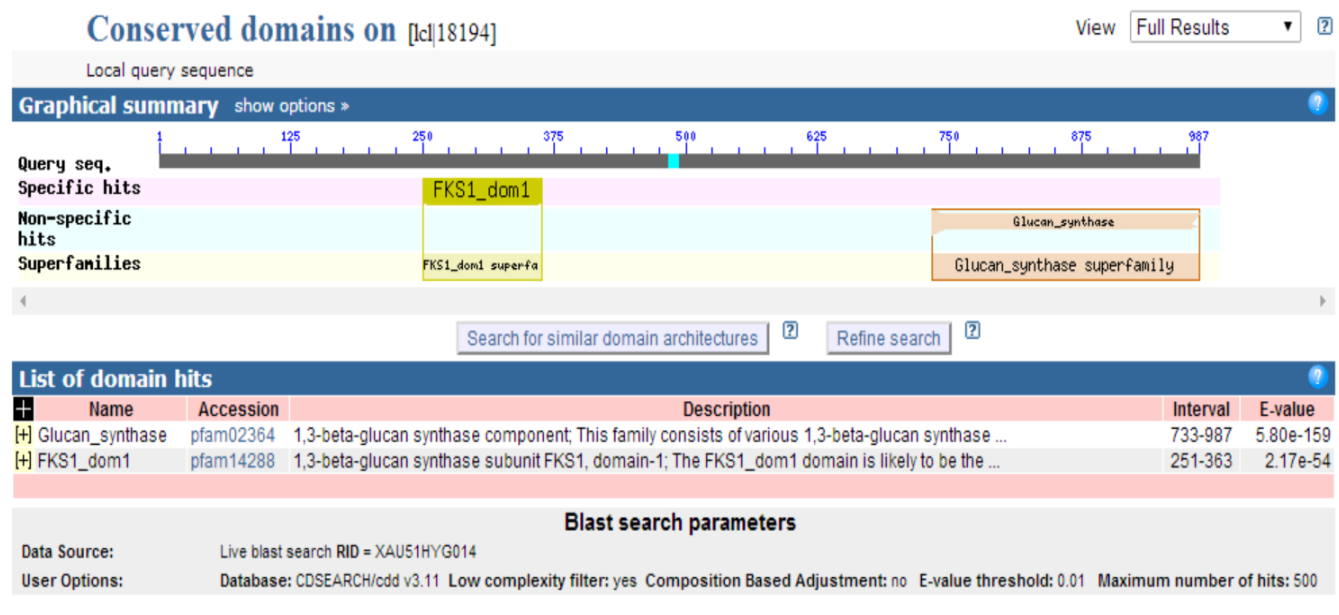 Conserved domains on [lcl|18194]
View Full Results ▼ ?
Local query sequence
Graphical summary show options » ?
1 125 250 375 500 625 750 875 987
Query seq.
Specific hits FKS1_dom1
Non-specific hits Glucan_synthase
Superfamilies FKS1_dom1 superfa Glucan_synthase superfamily
Search for similar domain architectures ? Refine search ?
List of domain hits ?
+ Name Accession Description Interval E-value
[+] Glucan_synthase pfam02364 1,3-beta-glucan synthase component; This family consists of various 1,3-beta-glucan synthase ... 733-987 5.80e-159
[+] FKS1_dom1 pfam14288 1,3-beta-glucan synthase subunit FKS1, domain-1; The FKS1_dom1 domain is likely to be the ... 251-363 2.17e-54
Blast search parameters
Data Source: Live blast search RID = XAU51HYG014
User Options: Database: CDSEARCH/cdd v3.11 Low complexity filter: yes Composition Based Adjustment: no E-value threshold: 0.01 Maximum number of hits: 500